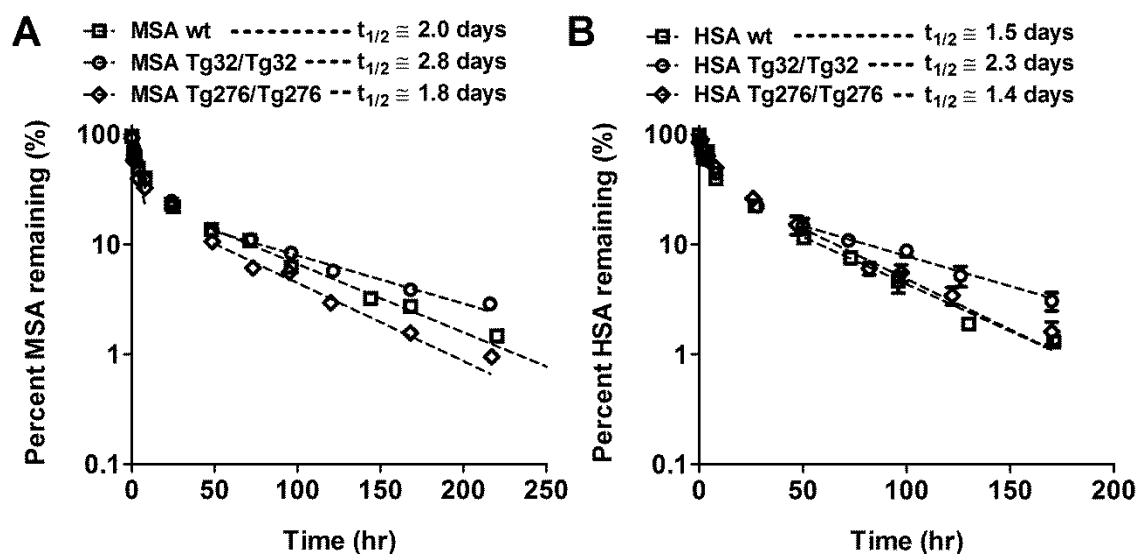 A
MSA wt t1/2 ≅ 2.0 days
MSA Tg32/Tg32 t1/2 ≅ 2.8 days
MSA Tg276/Tg276 t1/2 ≅ 1.8 days
Percent MSA remaining (%)
100
10
1
0.1
0 50 100 150 200 250
Time (hr)
B
HSA wt t1/2 ≅ 1.5 days
HSA Tg32/Tg32 t1/2 ≅ 2.3 days
HSA Tg276/Tg276 t1/2 ≅ 1.4 days
Percent HSA remaining (%)
100
10
1
0.1
0 50 100 150 200
Time (hr)